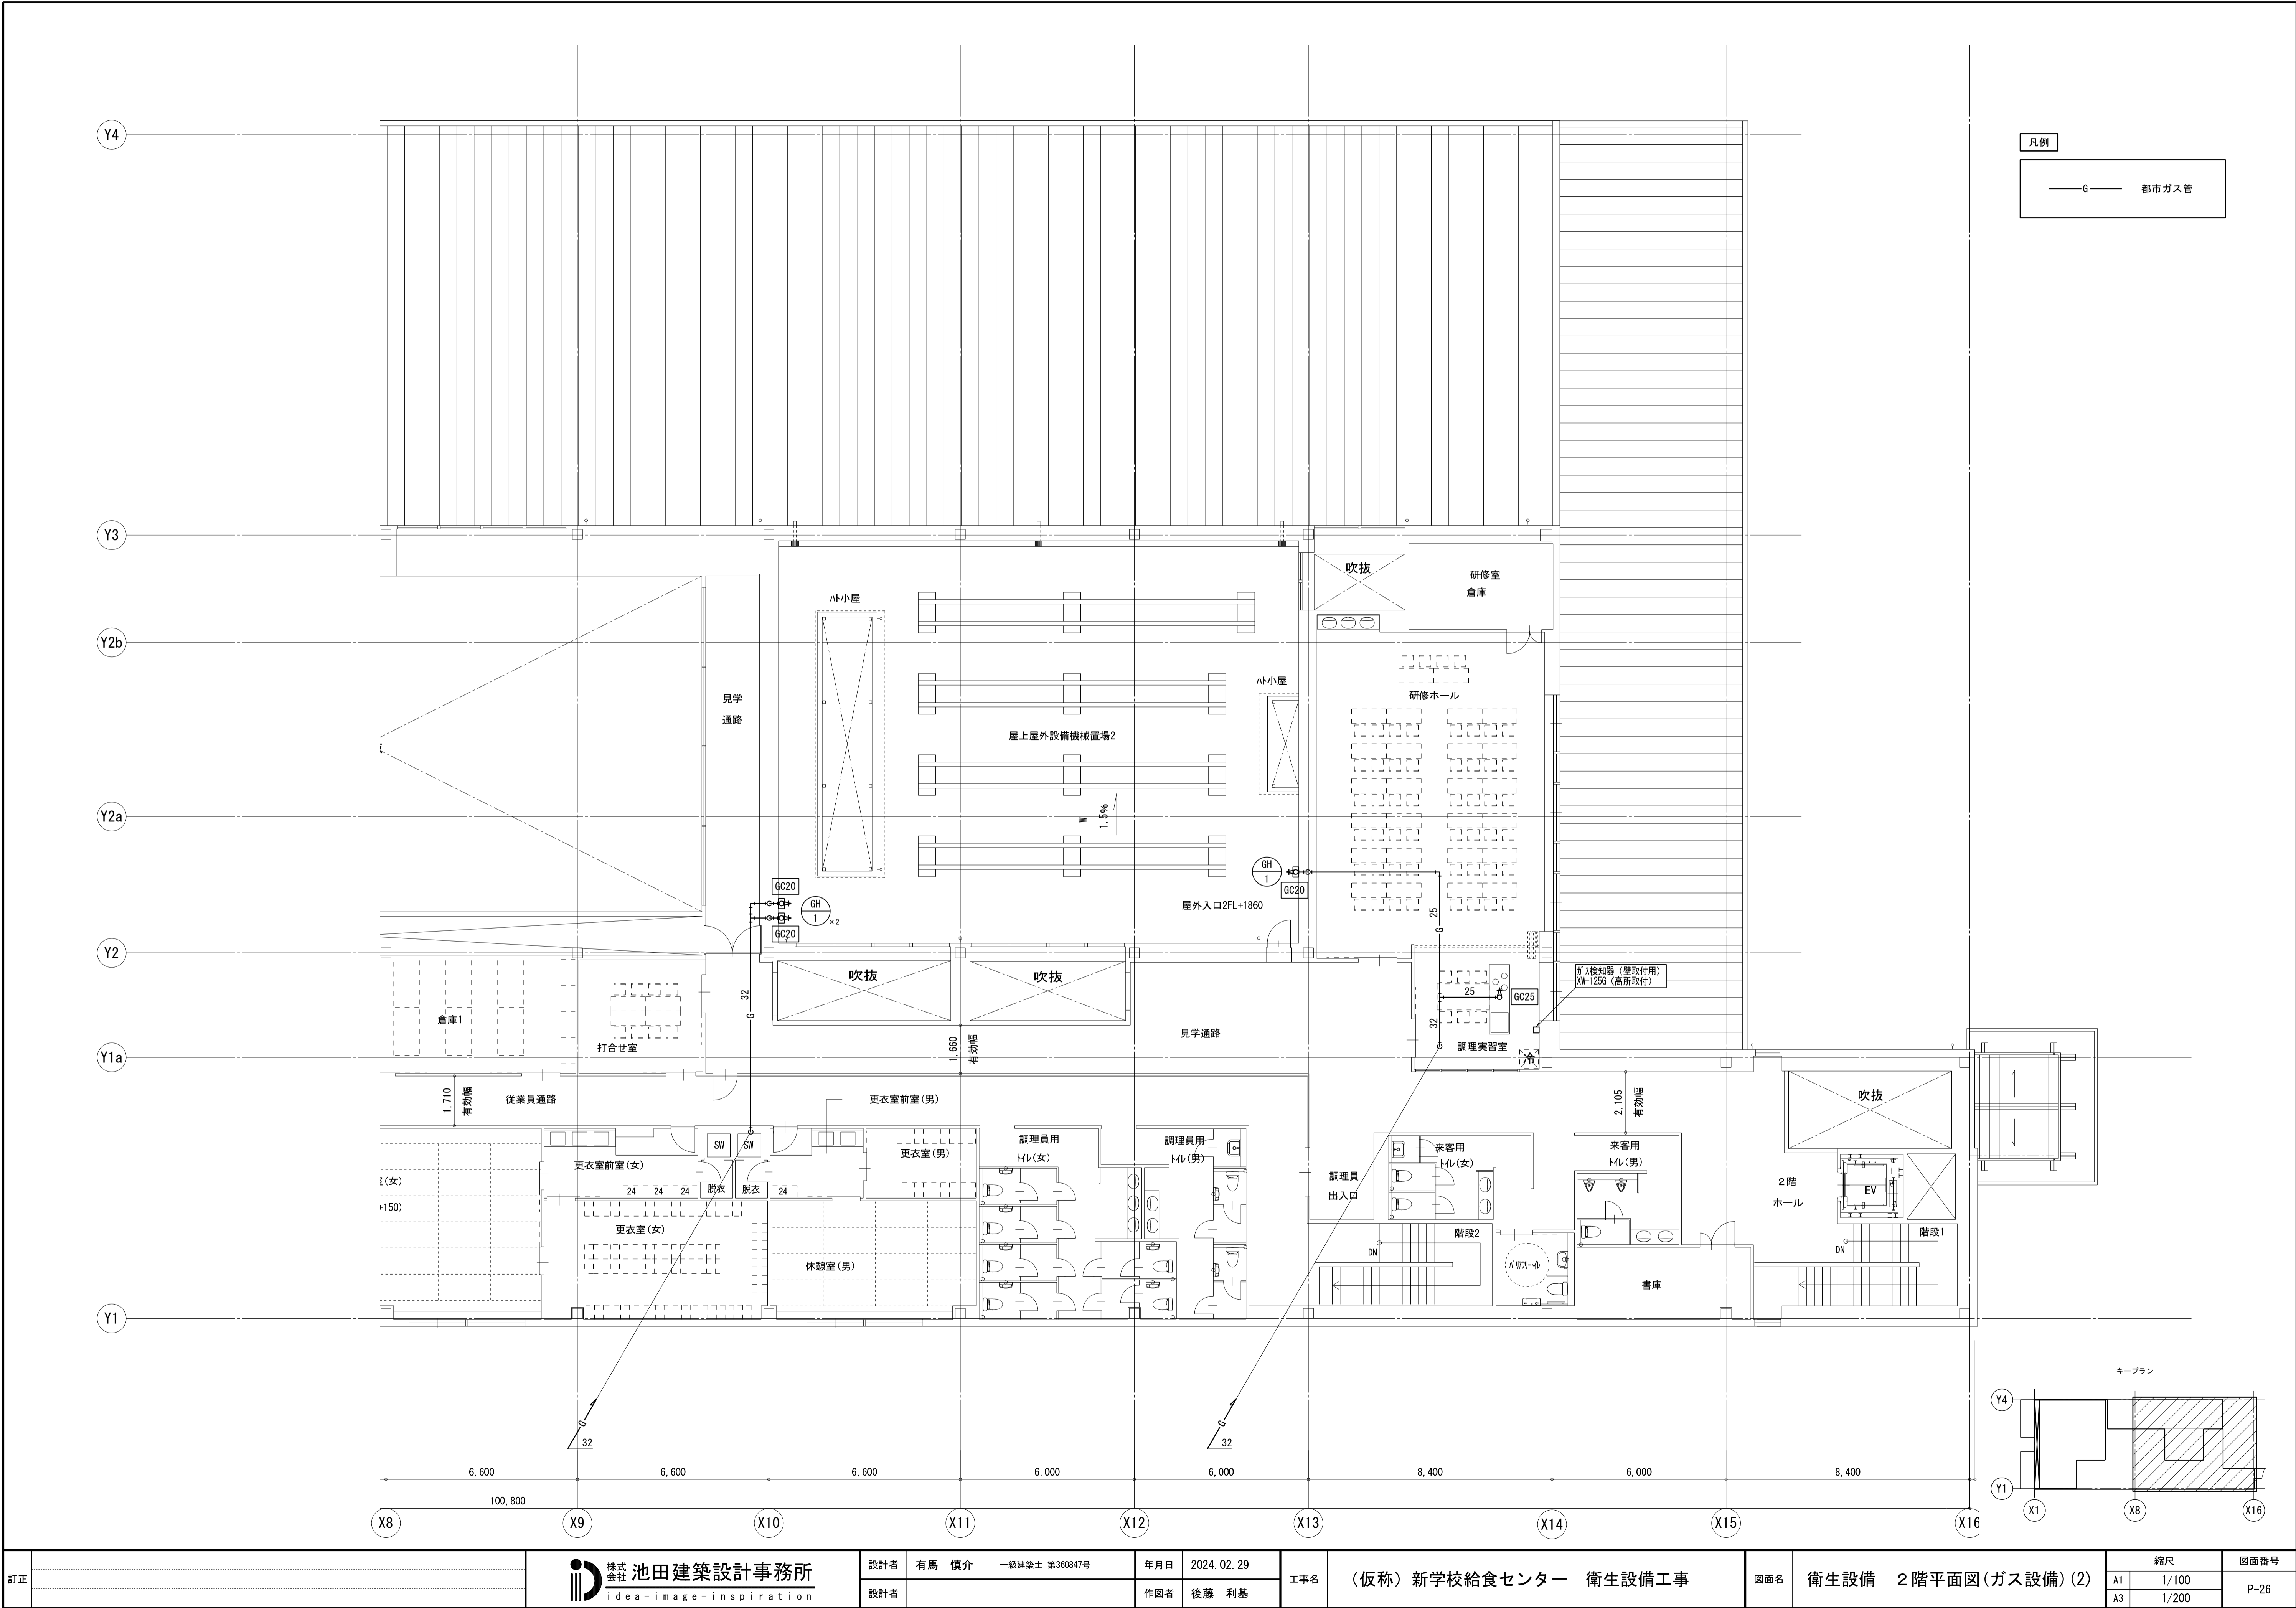 Y4
Y3
Y2b
Y2a
Y2
Y1a
Y1
凡例
G 都市ガス管
吹抜
研修室
倉庫
ﾊﾄ小屋
見学
通路
ﾊﾄ小屋
研修ホール
屋上屋外設備機械置場2
W
1.5%
GH
1
GC20
GC20
GH
1
×2
GC20
屋外入口2FL+1860
25
G
吹抜
吹抜
ｶﾞｽ検知器（壁取付用）
XW-125G（高所取付）
32
G
25
GC25
32
倉庫1
打合せ室
見学通路
調理実習室
冷
1,660
有効幅
1,710
有効幅
従業員通路
更衣室前室(男)
2,105
有効幅
吹抜
SW
SW
更衣室前室(女)
更衣室(男)
調理員用
ﾄｲﾚ(女)
調理員用
ﾄｲﾚ(男)
来客用
ﾄｲﾚ(女)
来客用
ﾄｲﾚ(男)
(女)
+150)
24
24
24
脱衣
脱衣
24
調理員
出入口
2階
ホール
EV
更衣室(女)
階段2
DN
階段1
DN
休憩室(男)
ﾊﾞﾘｱﾌﾘｰﾄｲﾚ
書庫
G
32
G
32
キープラン
Y4
Y1
X1
X8
X16
6,600
6,600
6,600
6,000
6,000
8,400
6,000
8,400
100,800
X8
X9
X10
X11
X12
X13
X14
X15
X16
訂正
株式会社 池田建築設計事務所
idea-image-inspiration
設計者 有馬 慎介 一級建築士 第360847号
設計者
年月日 2024.02.29
作図者 後藤 利基
工事名 （仮称）新学校給食センター 衛生設備工事
図面名 衛生設備 2階平面図(ガス設備)(2)
縮尺
A1 1/100
A3 1/200
図面番号
P-26